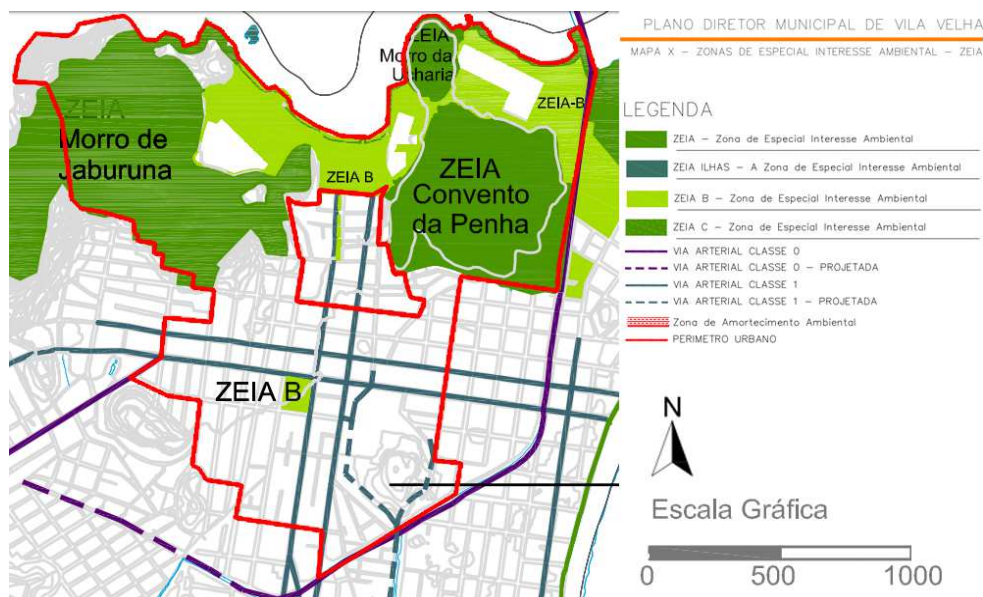 PLANO DIRETOR MUNICIPAL DE VILA VELHA
MAPA X – ZONAS DE ESPECIAL INTERESSE AMBIENTAL – ZEIA
ZEIA
Morro da
Ucharia
ZEIA-B
ZEIA
Morro de
Jaburuna
ZEIA B
ZEIA
Convento
da Penha
ZEIA B
LEGENDA
ZEIA – Zona de Especial Interesse Ambiental
ZEIA ILHAS – A Zona de Especial Interesse Ambiental
ZEIA B – Zona de Especial Interesse Ambiental
ZEIA C – Zona de Especial Interesse Ambiental
VIA ARTERIAL CLASSE 0
VIA ARTERIAL CLASSE 0 – PROJETADA
VIA ARTERIAL CLASSE 1
VIA ARTERIAL CLASSE 1 – PROJETADA
Zona de Amortecimento Ambiental
PERIMETRO URBANO
N
Escala Gráfica
0 500 1000